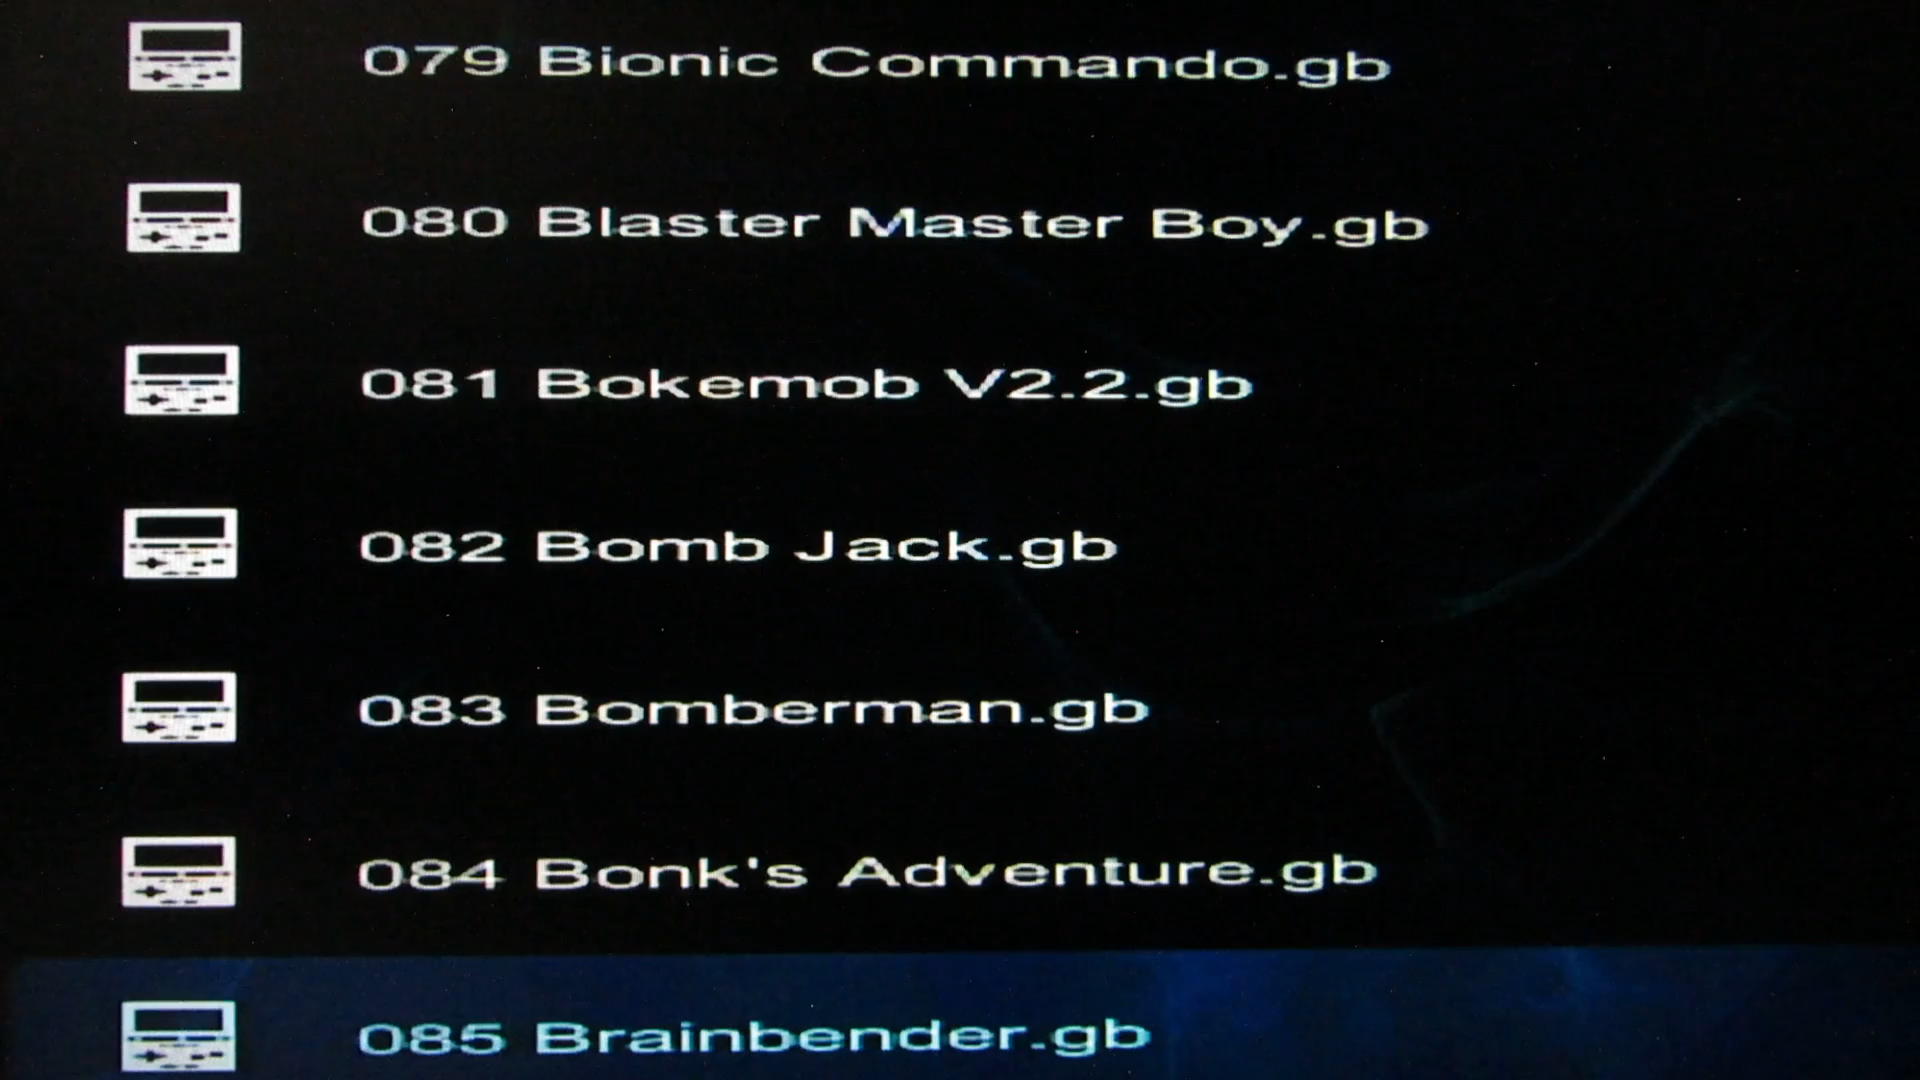 079 Bionic Commando.gb
080 Blaster Master Boy.gb
081 Bokemob V2.2.gb
082 Bomb Jack.gb
083 Bomberman.gb
084 Bonk's Adventure.gb
085 Brainbender.gb